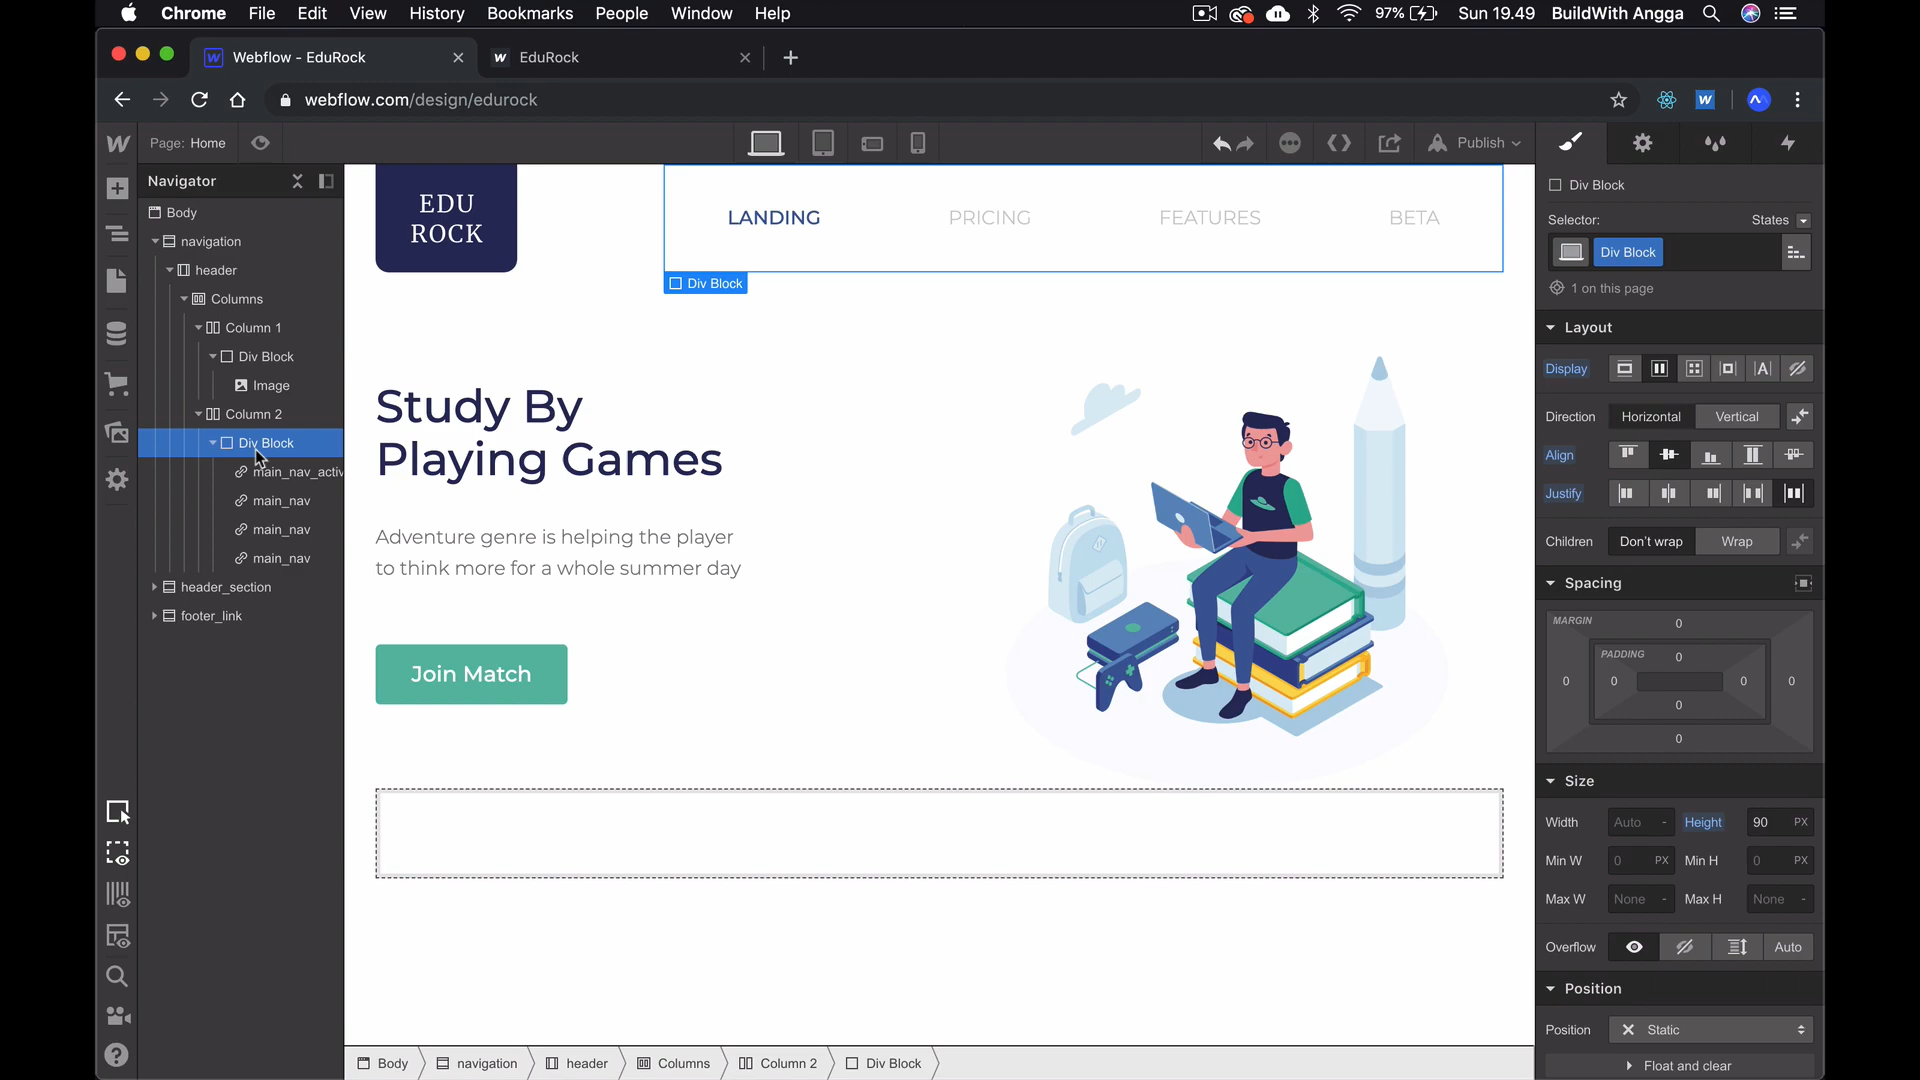 Chrome File Edit View History Bookmarks People Window Help 97% Sun 19.49 BuildWith Angga
Webflow - EduRock
EduRock
webflow.com/design/edurock
Page: Home
Publish
Navigator
Body
navigation
header
Columns
Column 1
Div Block
Image
Column 2
Div Block
main_nav_activ
main_nav
main_nav
main_nav
header_section
footer_link
EDU
ROCK
LANDING PRICING FEATURES BETA
Div Block
Study By
Playing Games
Adventure genre is helping the player
to think more for a whole summer day
Join Match
Body navigation header Columns Column 2 Div Block
Div Block
Selector: States
Div Block
1 on this page
Layout
Display
Direction Horizontal Vertical
Align
Justify
Children Don't wrap Wrap
Spacing
MARGIN 0
PADDING 0
0 0 0 0
0
0
Size
Width Auto - Height 90 PX
Min W 0 PX Min H 0 PX
Max W None - Max H None -
Overflow Auto
Position
Position Static
Float and clear